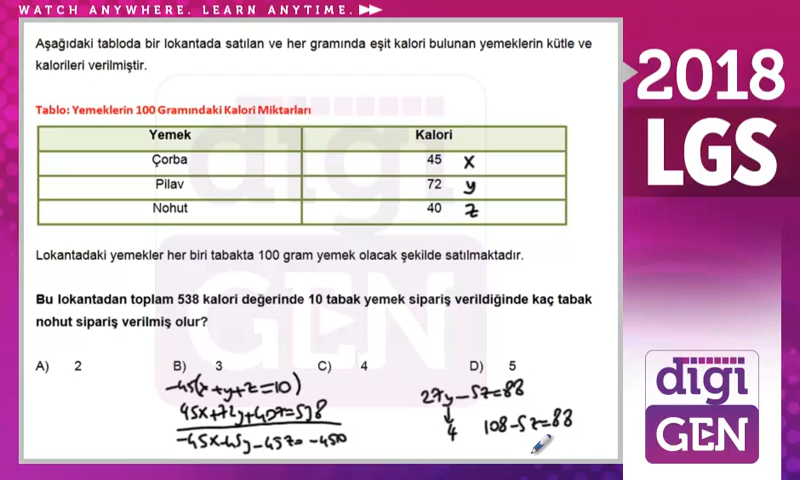 WATCH ANYWHERE. LEARN ANYTIME.
Aşağıdaki tabloda bir lokantada satılan ve her gramında eşit kalori bulunan yemeklerin kütle ve
kalorileri verilmiştir.
Tablo: Yemeklerin 100 Gramındaki Kalori Miktarları
Yemek Kalori
Çorba 45 x
Pilav 72 y
Nohut 40 z
Lokantadaki yemekler her biri tabakta 100 gram yemek olacak şekilde satılmaktadır.
Bu lokantadan toplam 538 kalori değerinde 10 tabak yemek sipariş verildiğinde kaç tabak
nohut sipariş verilmiş olur?
A) 2 B) 3 C) 4 D) 5
-45(x+y+z=10)
45x+72y+40z=538
-45x-45y-45z=-450
27y-5z=88
4
108-5z=88
2018
LGS
digi
GEN
digi
GEN